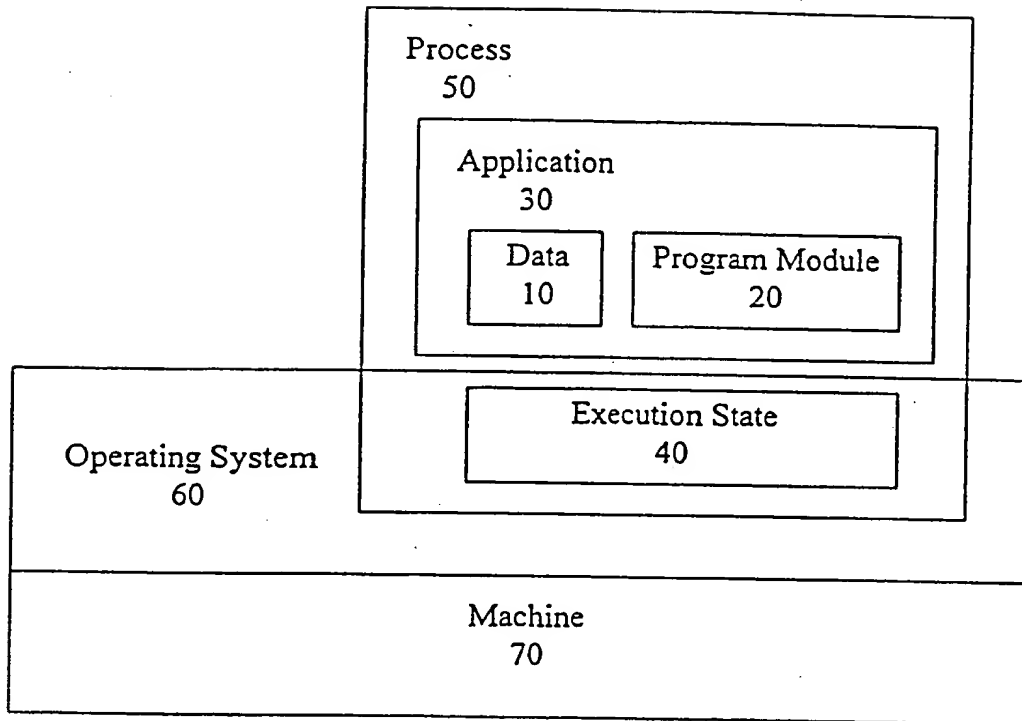 Process
50
Application
30
Data
10
Program Module
20
Execution State
40
Operating System
60
Machine
70